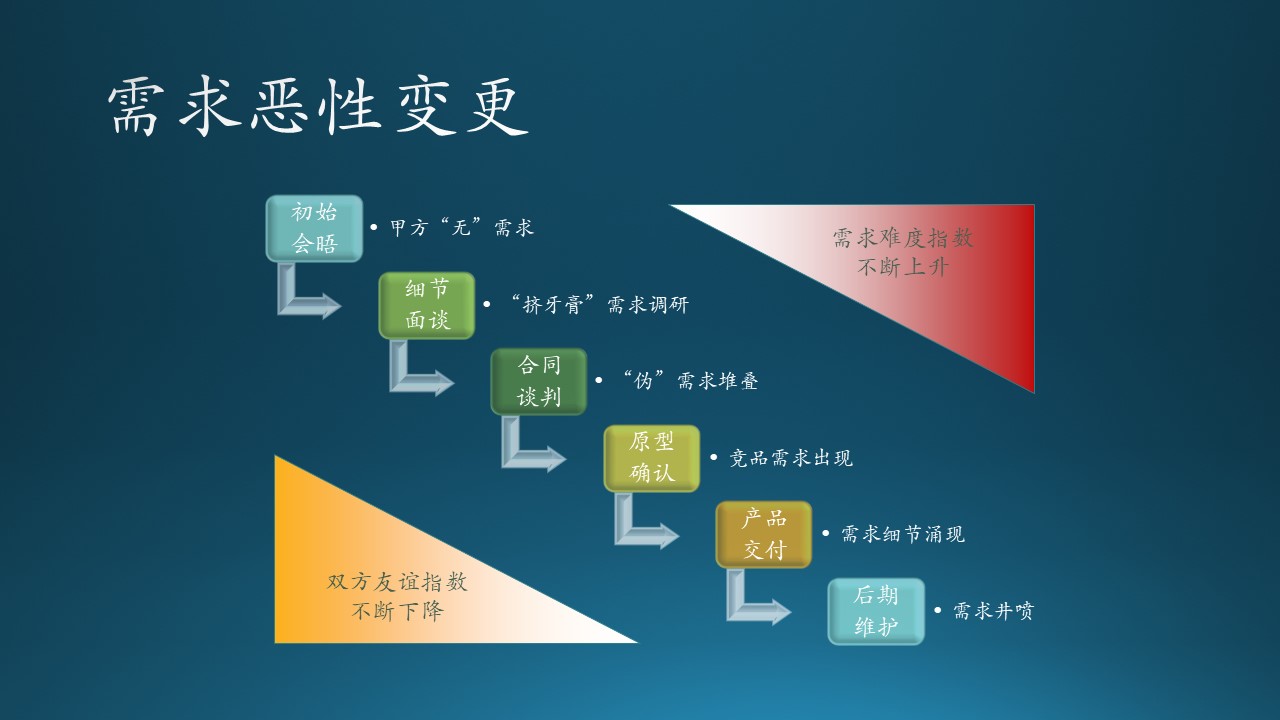 需求恶性变更
初始
会晤
• 甲方“无”需求
细节
面谈
• “挤牙膏”需求调研
合同
谈判
• “伪”需求堆叠
原型
确认
• 竞品需求出现
产品
交付
• 需求细节涌现
后期
维护
• 需求井喷
需求难度指数
不断上升
双方友谊指数
不断下降